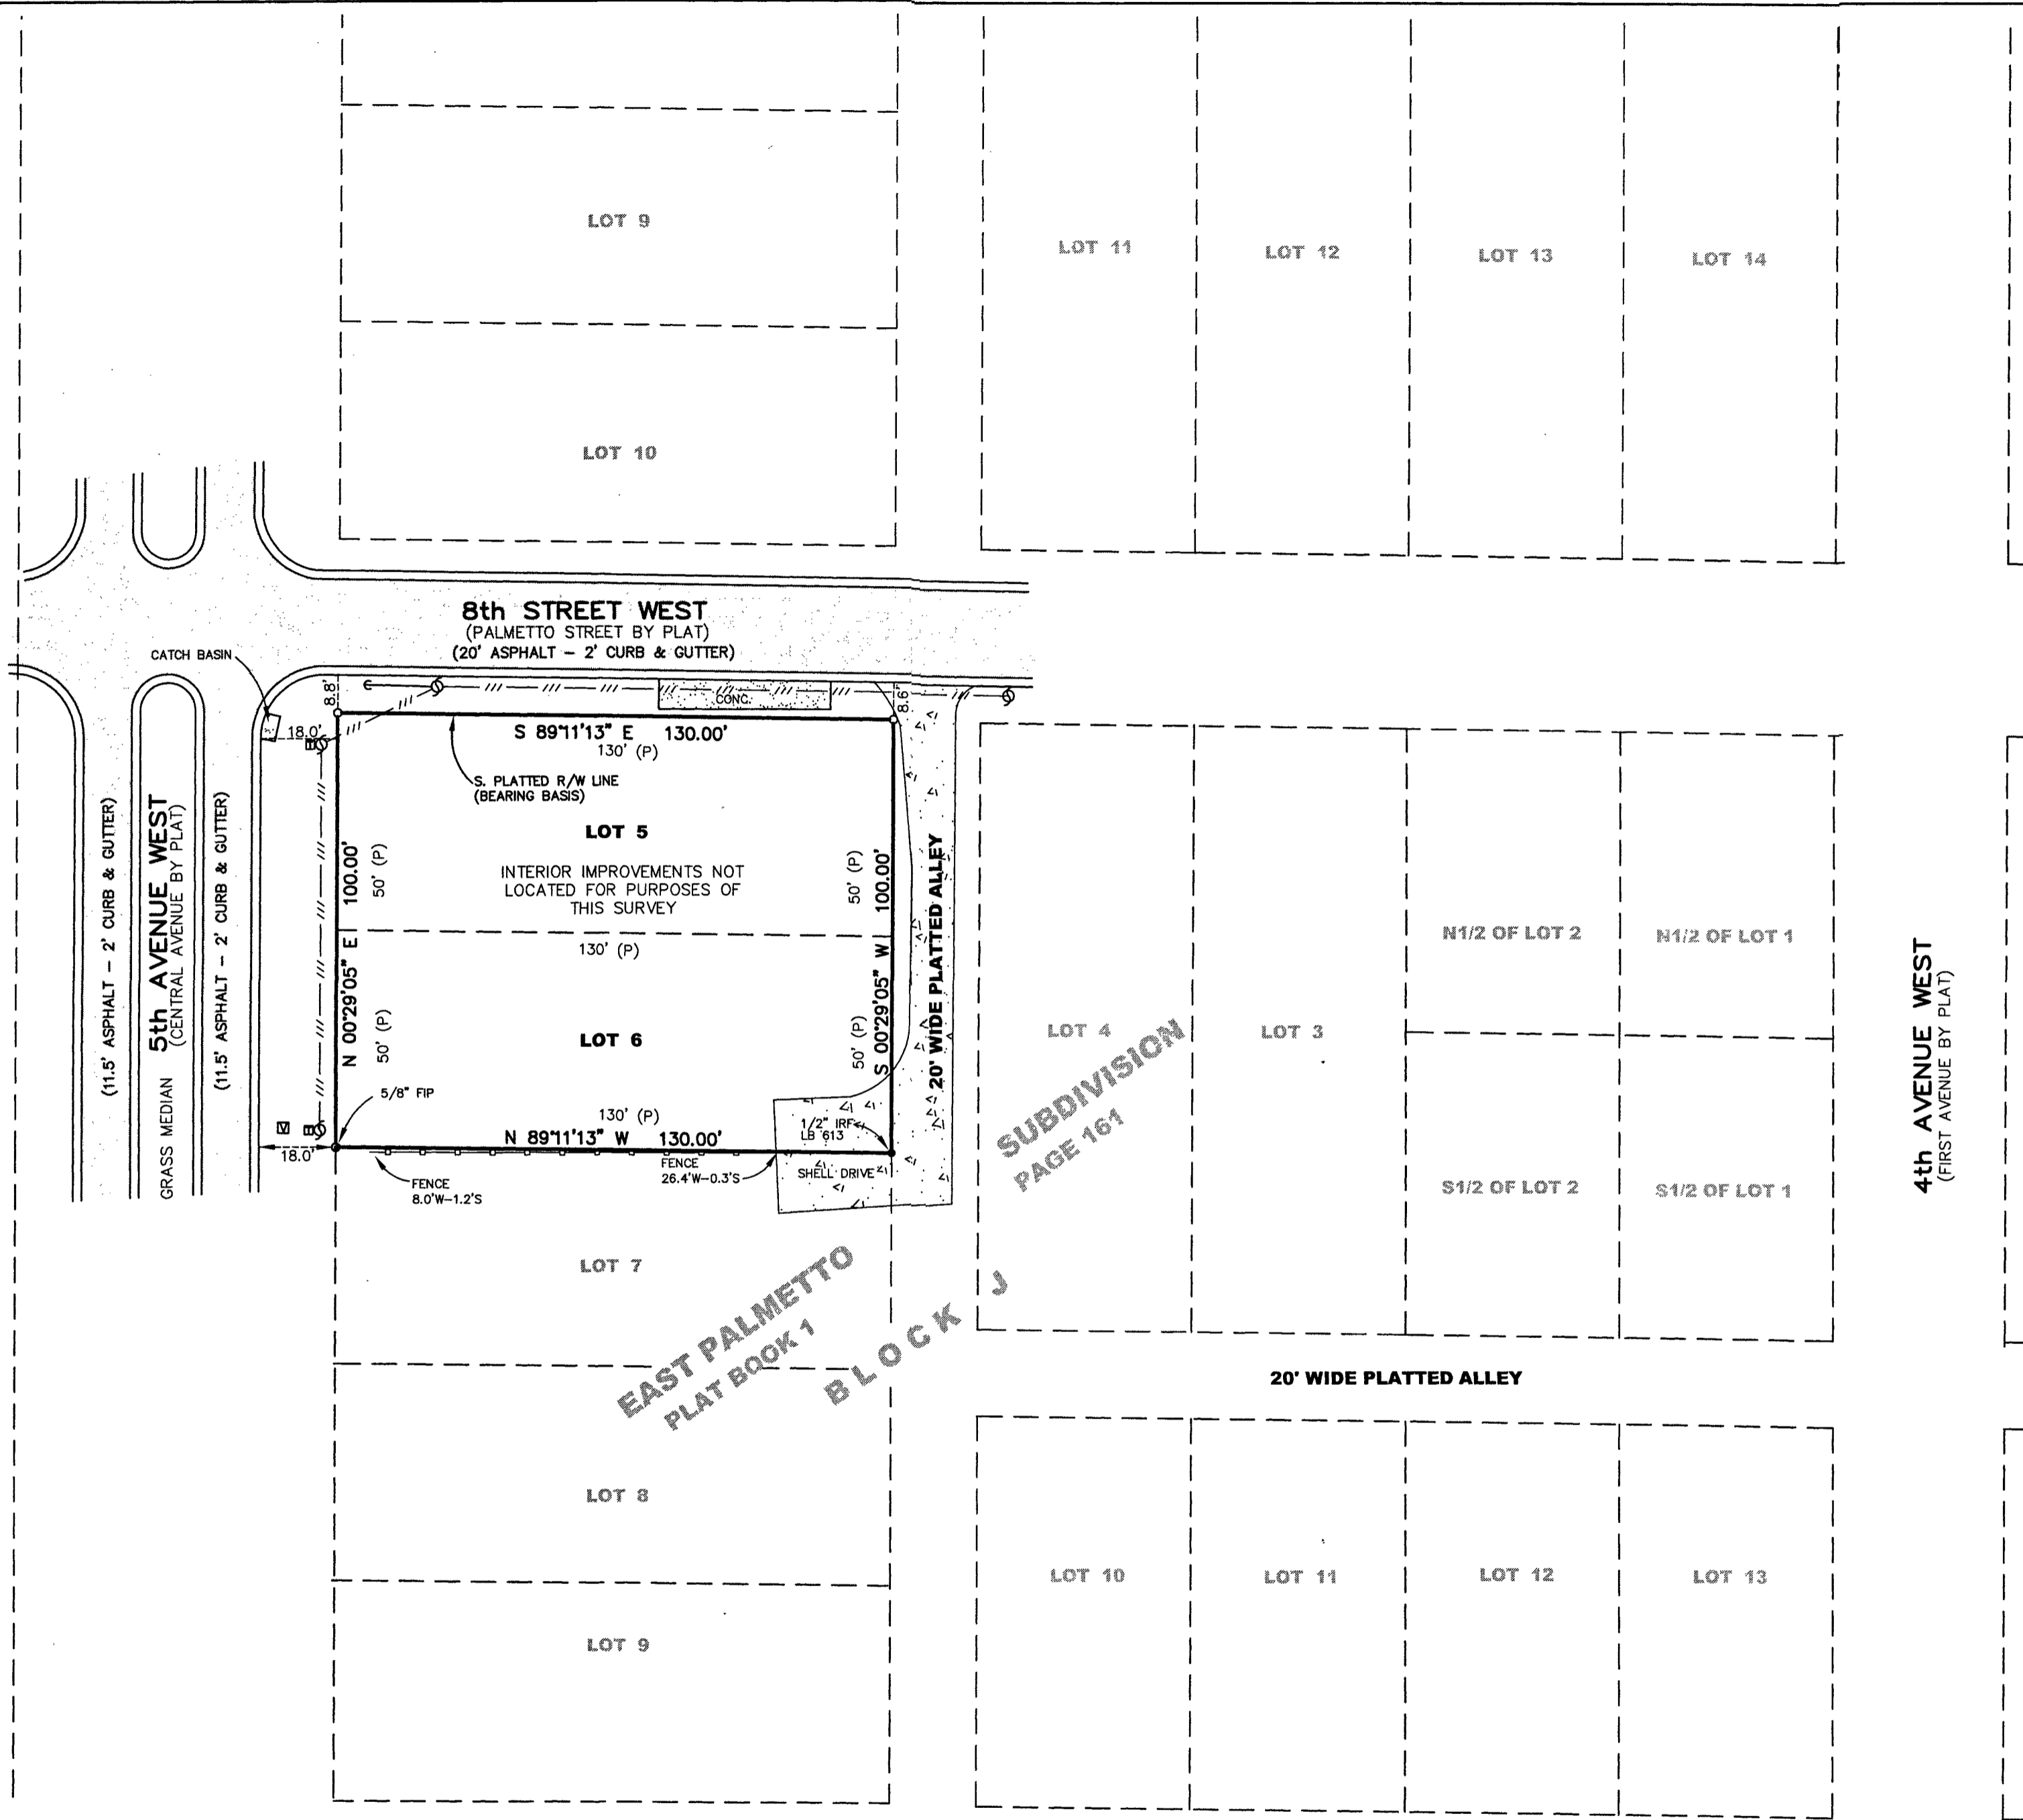 LOT 9
LOT 11
LOT 12
LOT 13
LOT 14
LOT 10
8th STREET WEST
(PALMETTO STREET BY PLAT)
(20' ASPHALT – 2' CURB & GUTTER)
CATCH BASIN
8.8'
CONC.
8.6'
18.0'
S 89°11'13" E 130.00'
130' (P)
S. PLATTED R/W LINE
(BEARING BASIS)
LOT 5
INTERIOR IMPROVEMENTS NOT
LOCATED FOR PURPOSES OF
THIS SURVEY
(11.5' ASPHALT – 2' CURB & GUTTER)
5th AVENUE WEST
(CENTRAL AVENUE BY PLAT)
GRASS MEDIAN
(11.5' ASPHALT – 2' CURB & GUTTER)
N 00°29'05" E 100.00'
50' (P)
50' (P)
50' (P)
50' (P)
S 00°29'05" W 100.00'
20' WIDE PLATTED ALLEY
130' (P)
LOT 6
5/8" FIP
130' (P)
N 89°11'13" W 130.00'
1/2" IRF
LB 613
18.0'
FENCE
8.0'W–1.2'S
FENCE
26.4'W–0.3'S
SHELL DRIVE
LOT 4
LOT 3
N1/2 OF LOT 2
N1/2 OF LOT 1
S1/2 OF LOT 2
S1/2 OF LOT 1
4th AVENUE WEST
(FIRST AVENUE BY PLAT)
SUBDIVISION
PAGE 161
LOT 7
EAST PALMETTO
PLAT BOOK 1
BLOCK J
20' WIDE PLATTED ALLEY
LOT 8
LOT 10
LOT 11
LOT 12
LOT 13
LOT 9